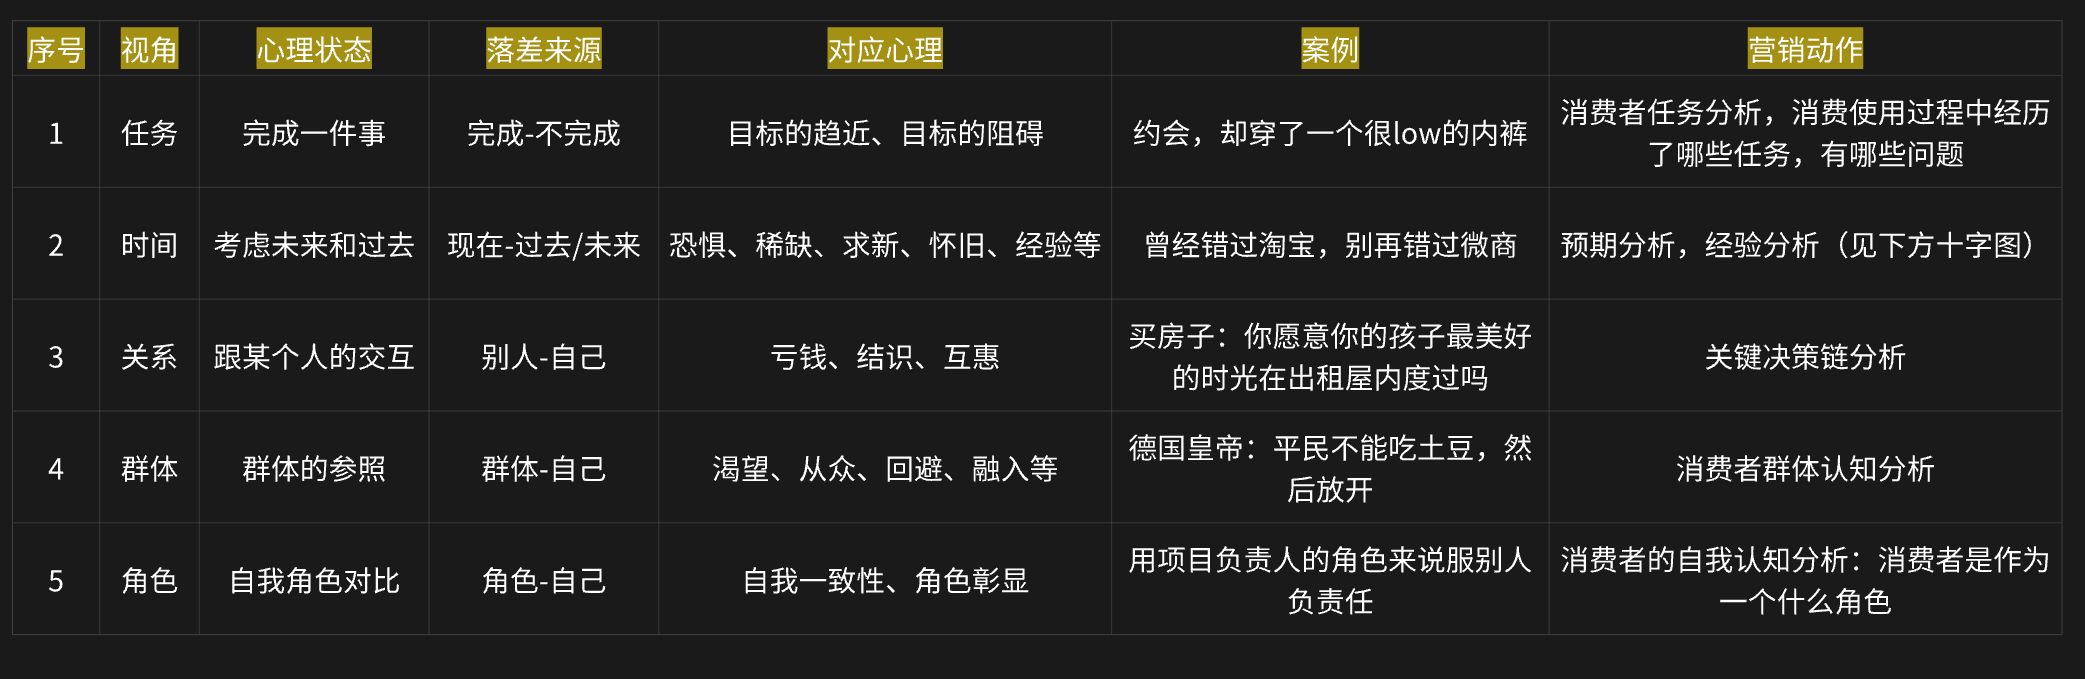 序号 视角 心理状态 落差来源 对应心理 案例 营销动作
1 任务 完成一件事 完成-不完成 目标的趋近、目标的阻碍 约会，却穿了一个很low的内裤 消费者任务分析，消费使用过程中经历
了哪些任务，有哪些问题
2 时间 考虑未来和过去 现在-过去/未来 恐惧、稀缺、求新、怀旧、经验等 曾经错过淘宝，别再错过微商 预期分析，经验分析（见下方十字图）
3 关系 跟某个人的交互 别人-自己 亏钱、结识、互惠 买房子：你愿意你的孩子最美好
的时光在出租屋内度过吗 关键决策链分析
4 群体 群体的参照 群体-自己 渴望、从众、回避、融入等 德国皇帝：平民不能吃土豆，然
后放开 消费者群体认知分析
5 角色 自我角色对比 角色-自己 自我一致性、角色彰显 用项目负责人的角色来说服别人
负责任 消费者的自我认知分析：消费者是作为
一个什么角色